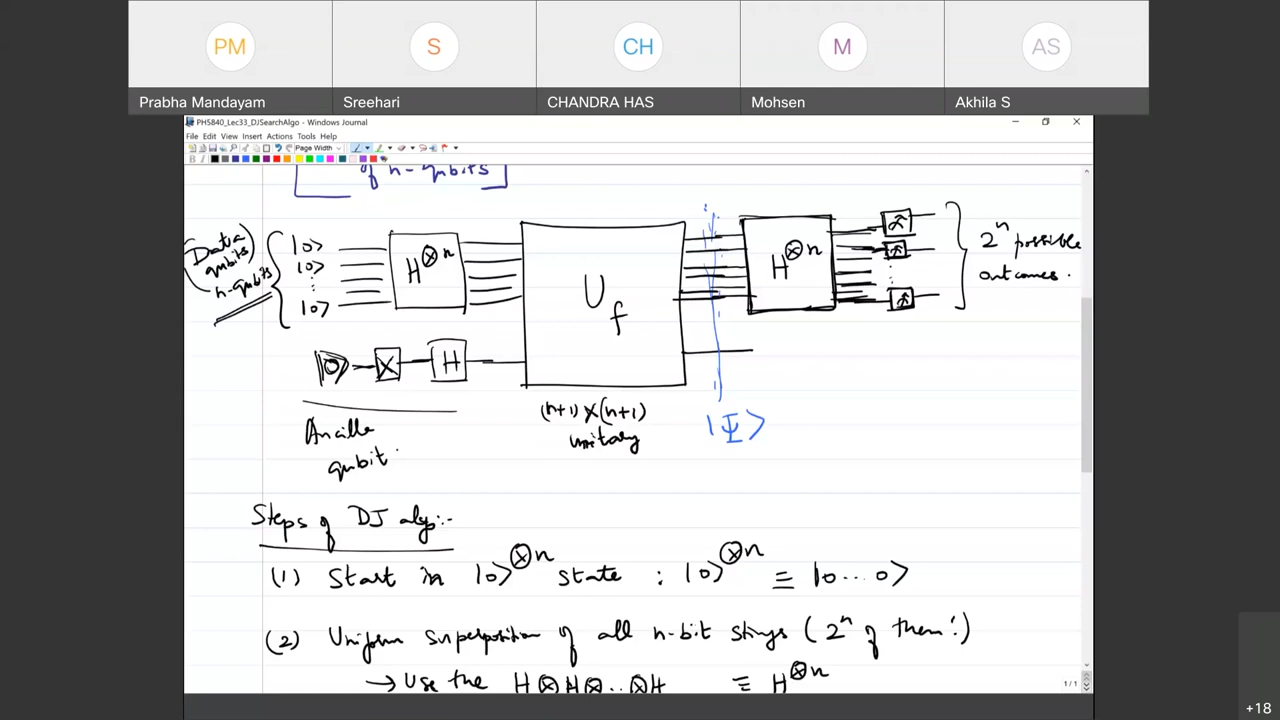 PM S CH M AS
Prabha Mandayam Sreehari CHANDRA HAS Mohsen Akhila S
PH5840_Lec33_DJSearchAlgo - Windows Journal
File Edit View Insert Actions Tools Help
Page Width
B I
of n-qubits
(Data qubits n-qubits)
|0>
|0>
⋮
|0>
H⊗n
U_f
H⊗n
2^n possible
outcomes.
|0> X H
(n+1)×(n+1)
unitary
|Ψ>
Ancilla
qubit.
Steps of DJ algo:-
(1) Start in |0>⊗n state : |0>⊗n ≡ |0...0>
(2) Uniform superposition of all n-bit strings (2^n of them!)
→ Use the H⊗H⊗..⊗H ≡ H⊗n
1 / 1
+18